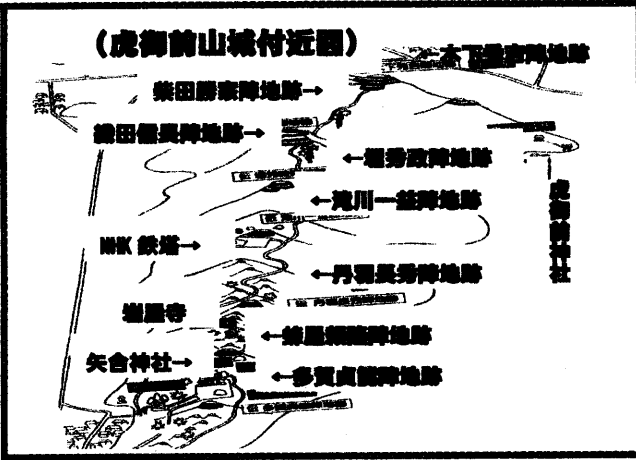 (虎御前山城付近図)
←木下秀吉陣地跡
柴田勝家陣地跡→
織田信長陣地跡→
←堀秀政陣地跡
虎御前神社
←滝川一益陣地跡
NHK 鉄塔→
←丹羽長秀陣地跡
岩屋寺
←蜂屋頼隆陣地跡
矢合神社→
←多賀貞能陣地跡